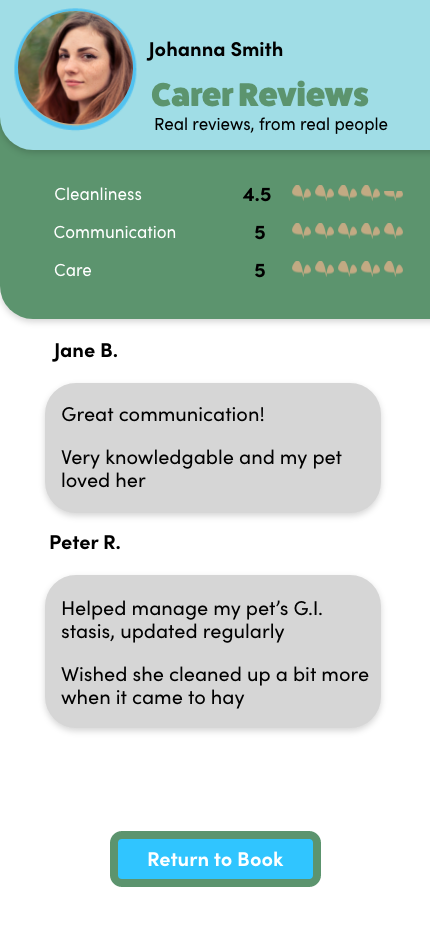 Johanna Smith
Carer Reviews
Real reviews, from real people
Cleanliness 4.5
Communication 5
Care 5
Jane B.
Great communication!
Very knowledgable and my pet
loved her
Peter R.
Helped manage my pet’s G.I.
stasis, updated regularly
Wished she cleaned up a bit more
when it came to hay
Return to Book